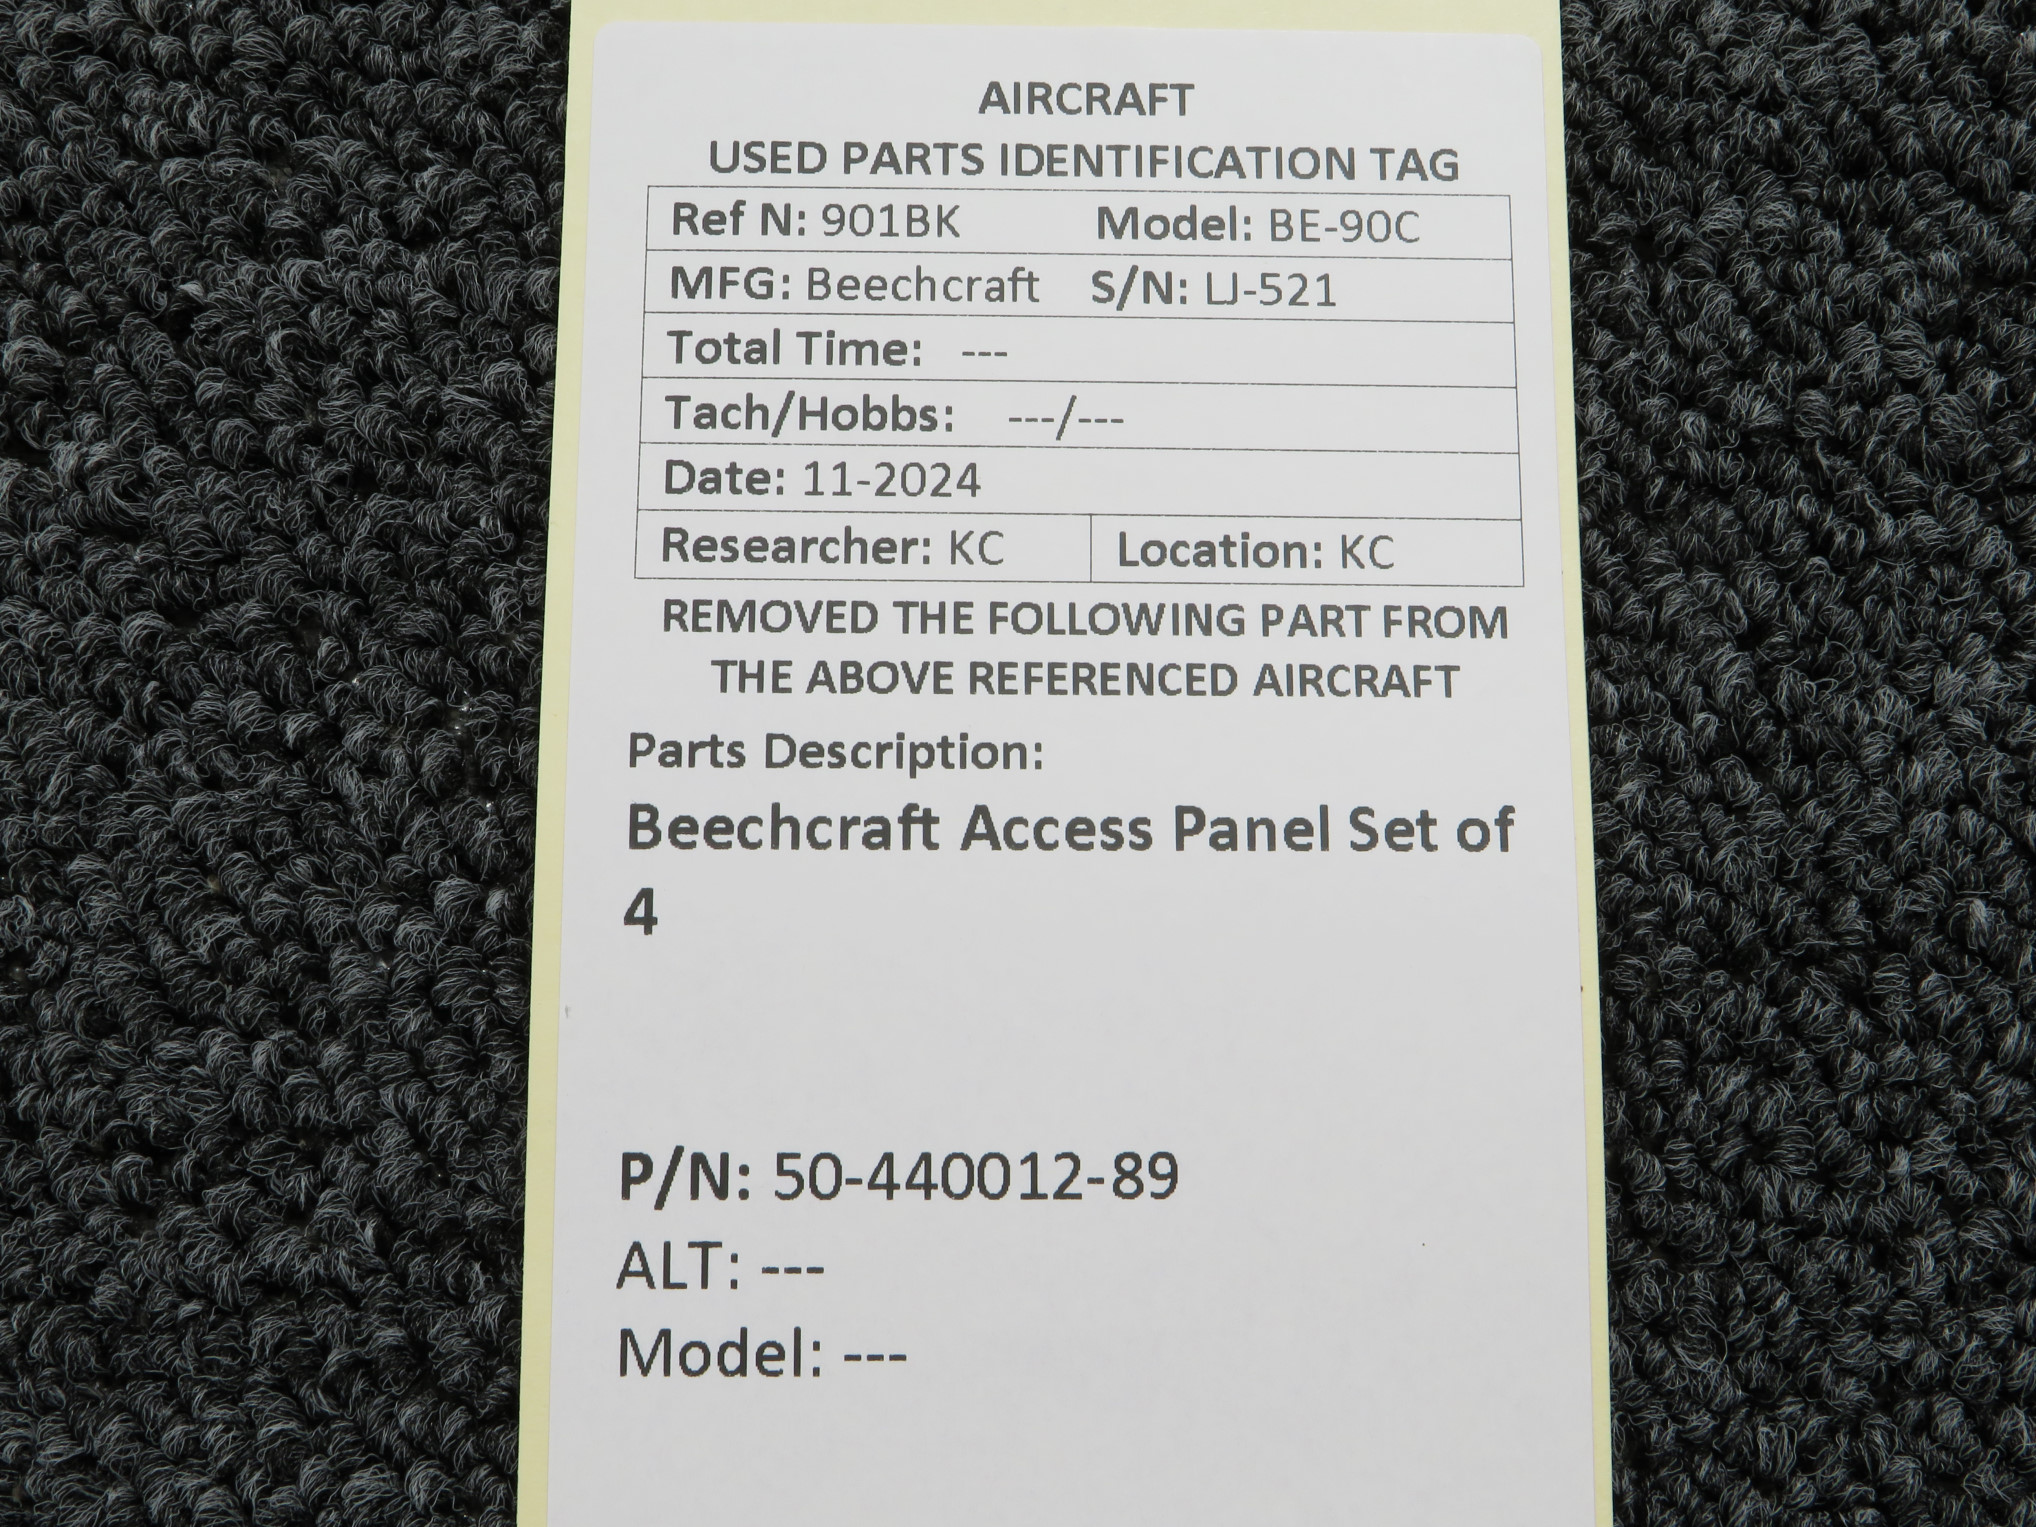 AIRCRAFT
USED PARTS IDENTIFICATION TAG
Ref N: 901BK Model: BE-90C
MFG: Beechcraft S/N: LJ-521
Total Time: ---
Tach/Hobbs: ---/---
Date: 11-2024
Researcher: KC Location: KC
REMOVED THE FOLLOWING PART FROM
THE ABOVE REFERENCED AIRCRAFT
Parts Description:
Beechcraft Access Panel Set of
4
P/N: 50-440012-89
ALT: ---
Model: ---